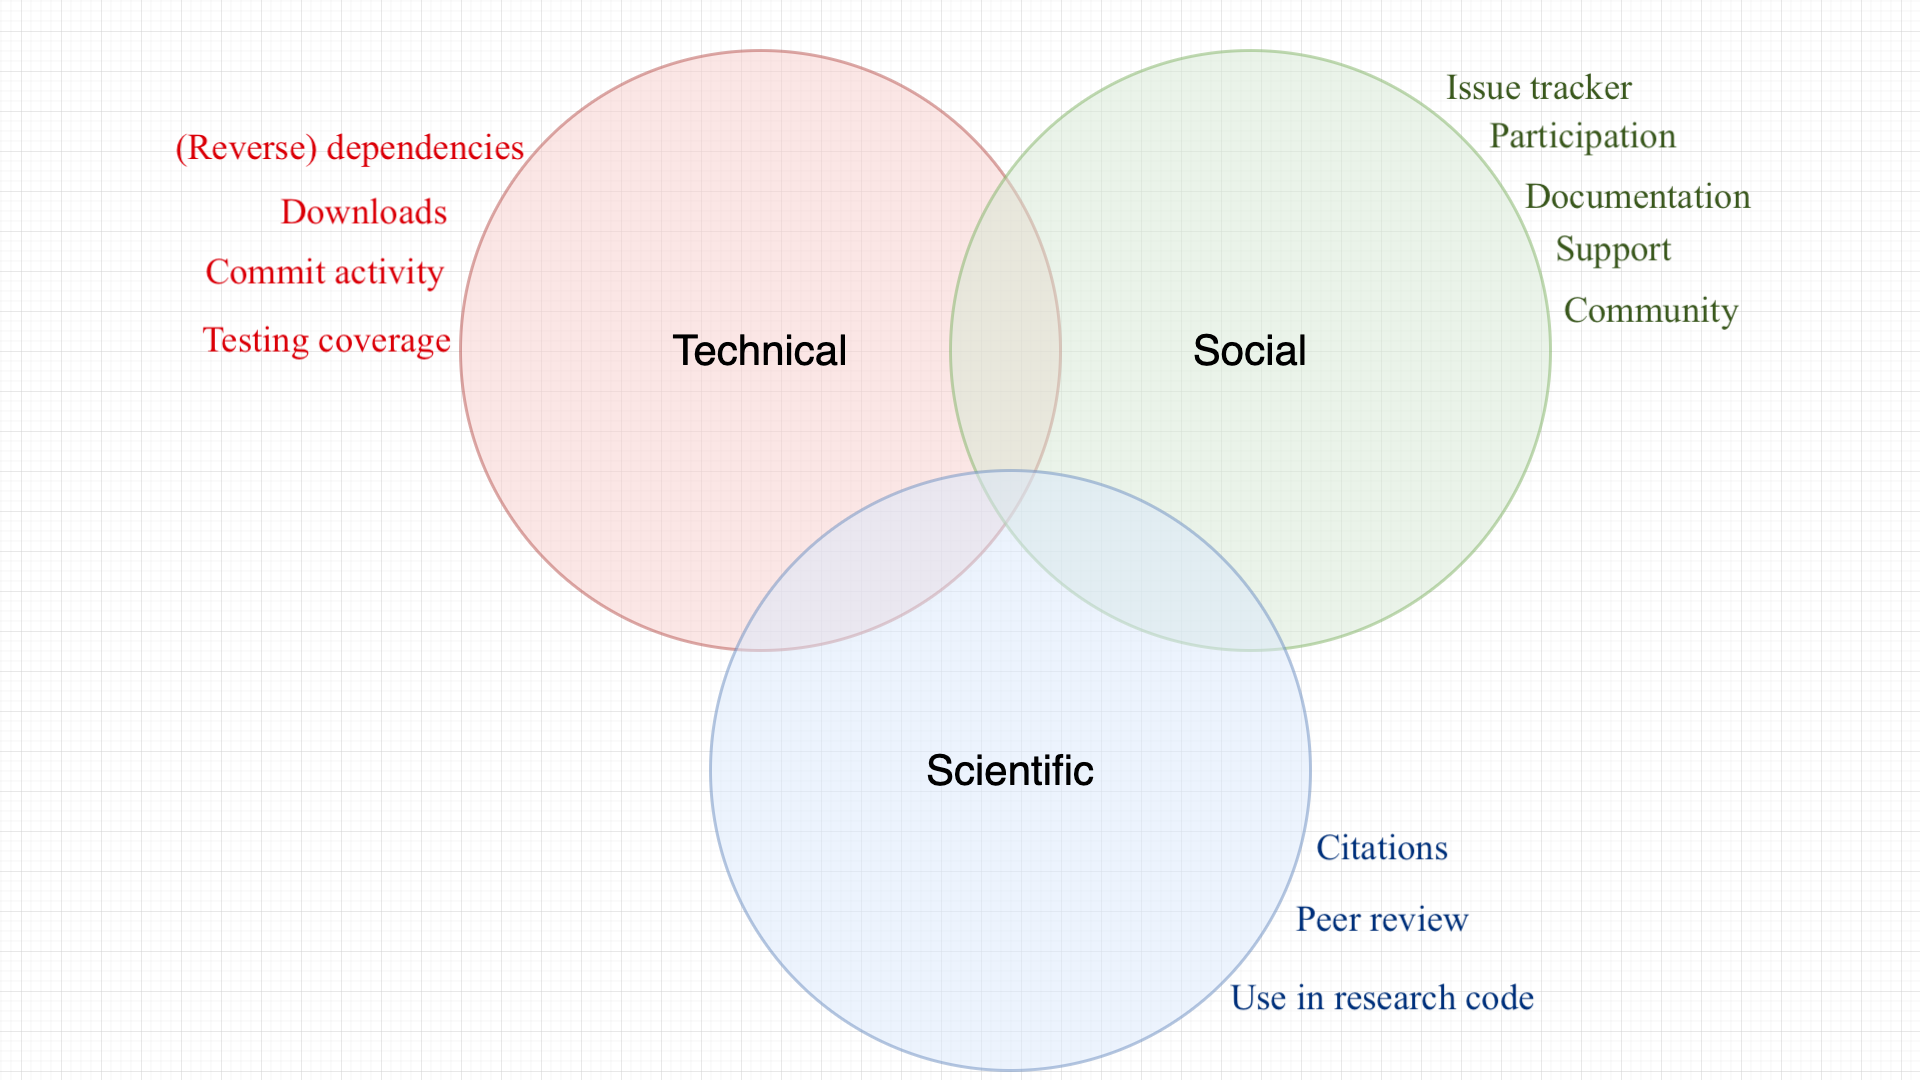 (Reverse) dependencies
Downloads
Commit activity
Testing coverage
Technical
Social
Issue tracker
Participation
Documentation
Support
Community
Scientific
Citations
Peer review
Use in research code